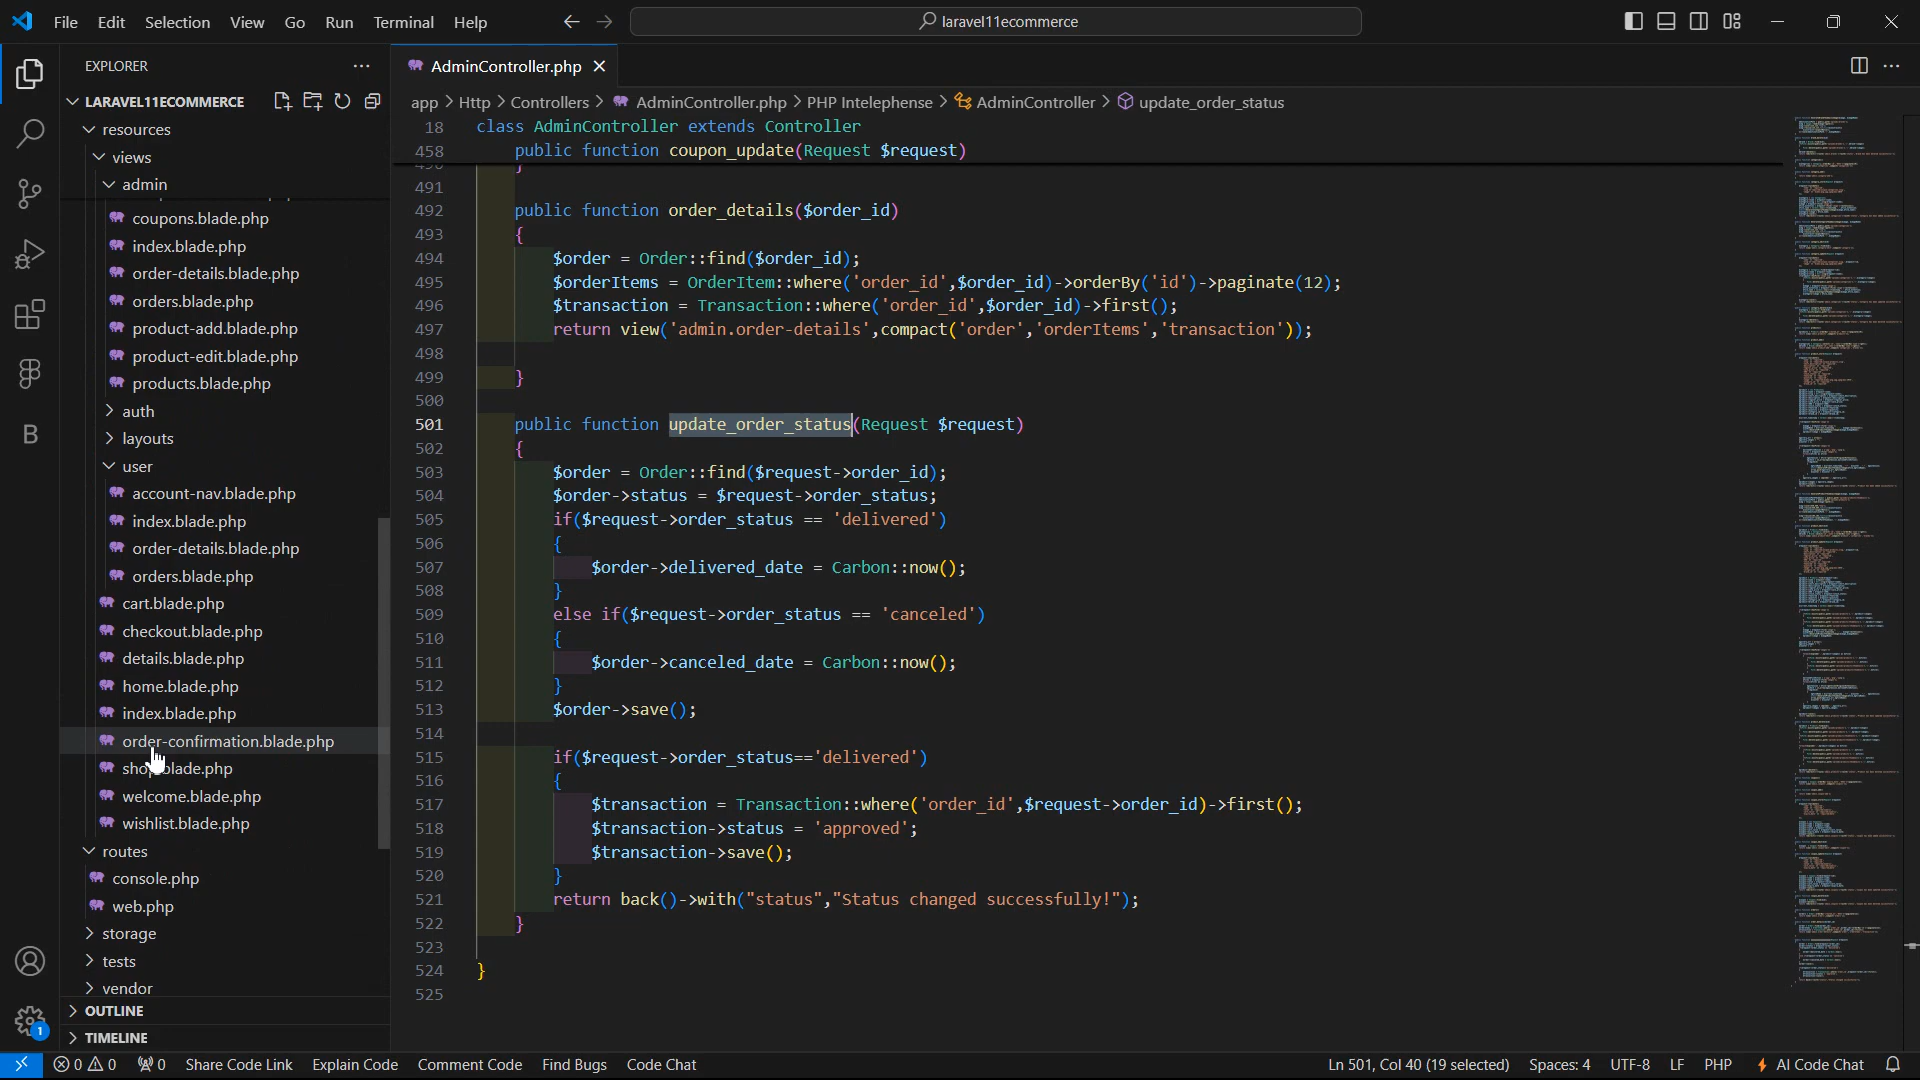 File Edit Selection View Go Run Terminal Help
laravel11ecommerce
EXPLORER
AdminController.php
LARAVEL11ECOMMERCE
app > Http > Controllers > AdminController.php > PHP Intelephense > AdminController > update_order_status
resources
views
admin
coupons.blade.php
index.blade.php
order-details.blade.php
orders.blade.php
product-add.blade.php
product-edit.blade.php
products.blade.php
auth
layouts
user
account-nav.blade.php
index.blade.php
order-details.blade.php
orders.blade.php
cart.blade.php
checkout.blade.php
details.blade.php
home.blade.php
index.blade.php
order-confirmation.blade.php
shop.blade.php
welcome.blade.php
wishlist.blade.php
routes
console.php
web.php
storage
tests
vendor
OUTLINE
TIMELINE
B
1
18 class AdminController extends Controller
458 public function coupon_update(Request $request)
490 }
491
492 public function order_details($order_id)
493 {
494 $order = Order::find($order_id);
495 $orderItems = OrderItem::where('order_id',$order_id)->orderBy('id')->paginate(12);
496 $transaction = Transaction::where('order_id',$order_id)->first();
497 return view('admin.order-details',compact('order','orderItems','transaction'));
498
499 }
500
501 public function update_order_status(Request $request)
502 {
503 $order = Order::find($request->order_id);
504 $order->status = $request->order_status;
505 if($request->order_status == 'delivered')
506 {
507 $order->delivered_date = Carbon::now();
508 }
509 else if($request->order_status == 'canceled')
510 {
511 $order->canceled_date = Carbon::now();
512 }
513 $order->save();
514
515 if($request->order_status=='delivered')
516 {
517 $transaction = Transaction::where('order_id',$request->order_id)->first();
518 $transaction->status = 'approved';
519 $transaction->save();
520 }
521 return back()->with("status","Status changed successfully!");
522 }
523
524 }
525
0 0 0 Share Code Link Explain Code Comment Code Find Bugs Code Chat Ln 501, Col 40 (19 selected) Spaces: 4 UTF-8 LF PHP AI Code Chat